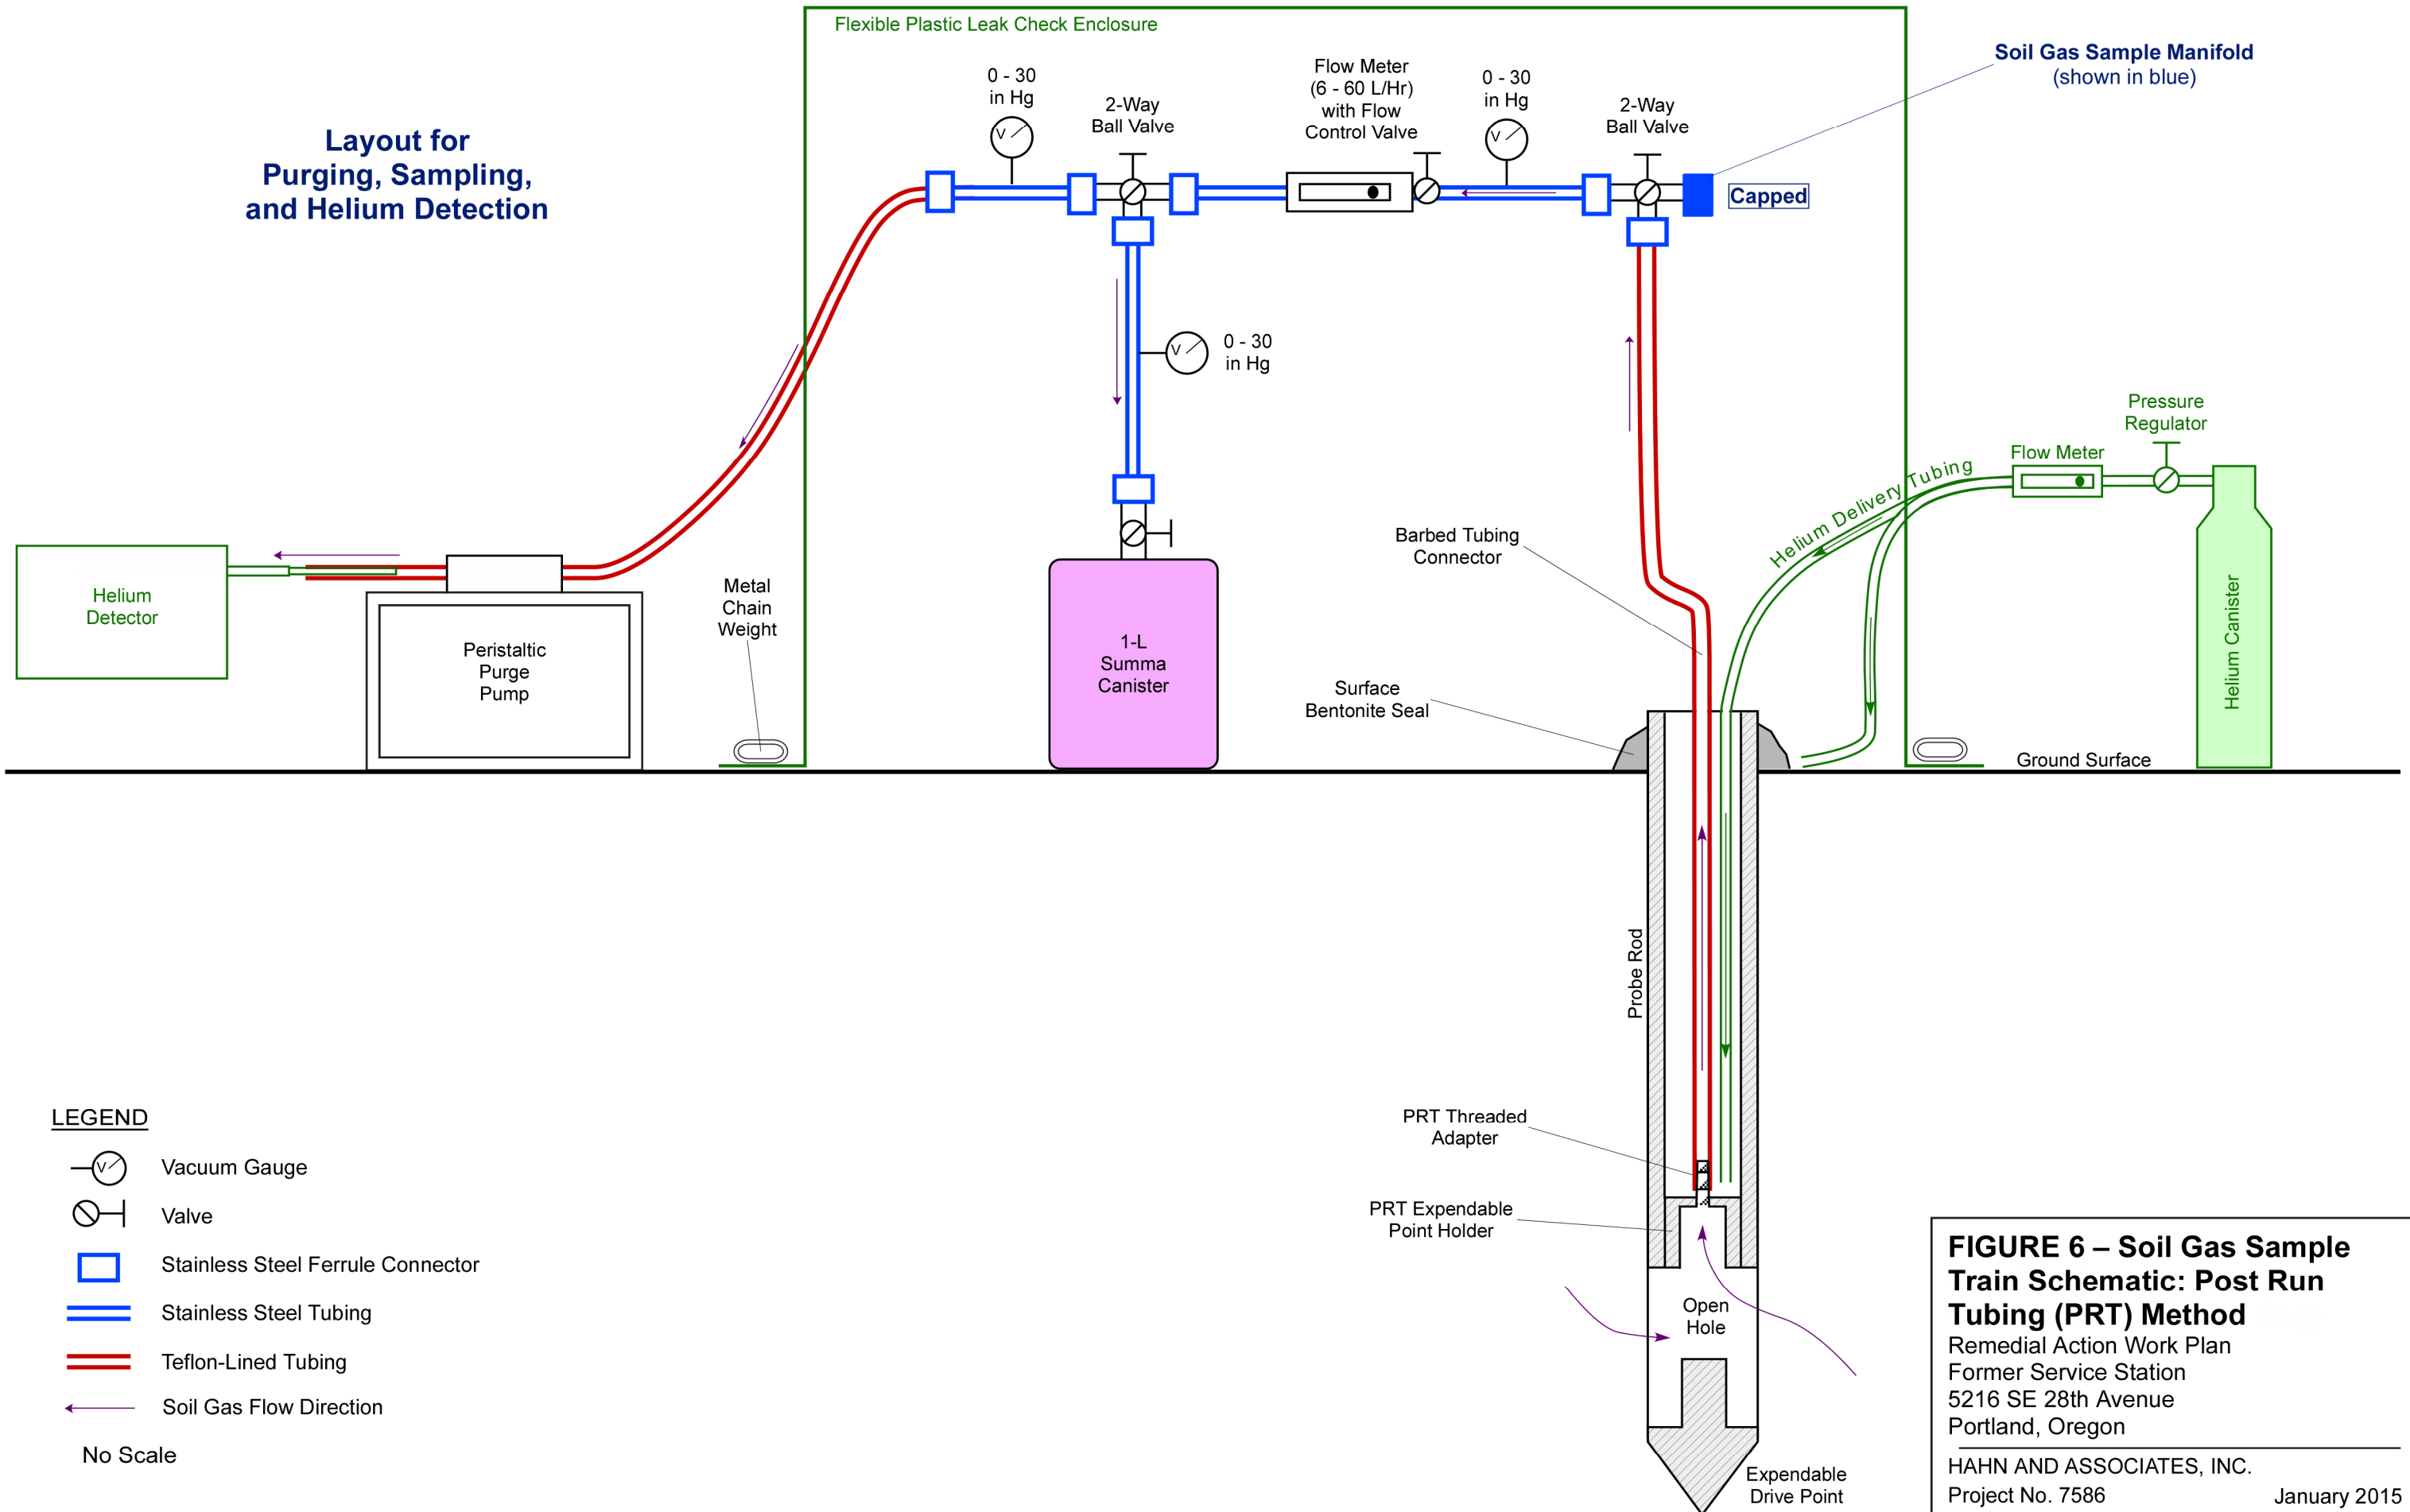 Flexible Plastic Leak Check Enclosure
Soil Gas Sample Manifold
(shown in blue)
Layout for
Purging, Sampling,
and Helium Detection
0 - 30
in Hg
V
2-Way
Ball Valve
Flow Meter
(6 - 60 L/Hr)
with Flow
Control Valve
0 - 30
in Hg
V
2-Way
Ball Valve
Capped
V
0 - 30
in Hg
Pressure
Regulator
Flow Meter
Helium Delivery Tubing
Helium Canister
Barbed Tubing
Connector
Helium
Detector
Peristaltic
Purge
Pump
Metal
Chain
Weight
1-L
Summa
Canister
Surface
Bentonite Seal
Ground Surface
Probe Rod
PRT Threaded
Adapter
PRT Expendable
Point Holder
Open
Hole
Expendable
Drive Point
LEGEND
V
Vacuum Gauge
Valve
Stainless Steel Ferrule Connector
Stainless Steel Tubing
Teflon-Lined Tubing
Soil Gas Flow Direction
No Scale
FIGURE 6 – Soil Gas Sample
Train Schematic: Post Run
Tubing (PRT) Method
Remedial Action Work Plan
Former Service Station
5216 SE 28th Avenue
Portland, Oregon
HAHN AND ASSOCIATES, INC.
Project No. 7586 January 2015